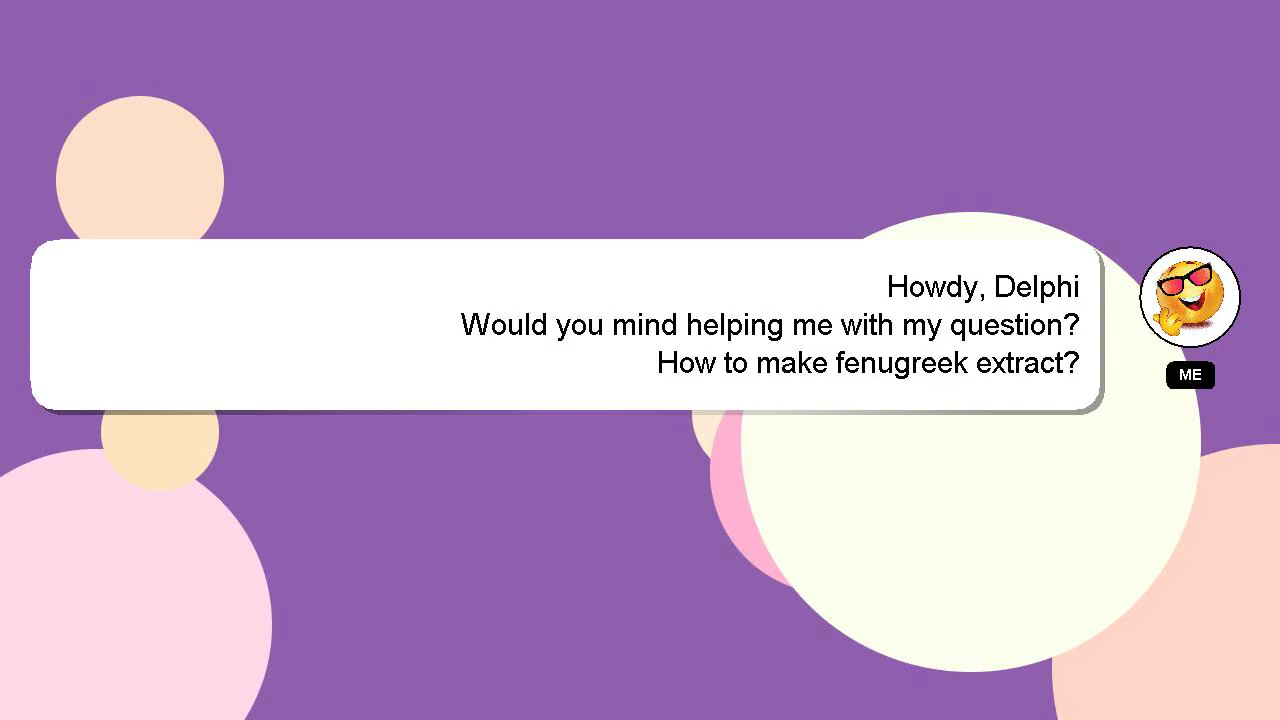 Howdy, Delphi
Would you mind helping me with my question?
How to make fenugreek extract?
ME